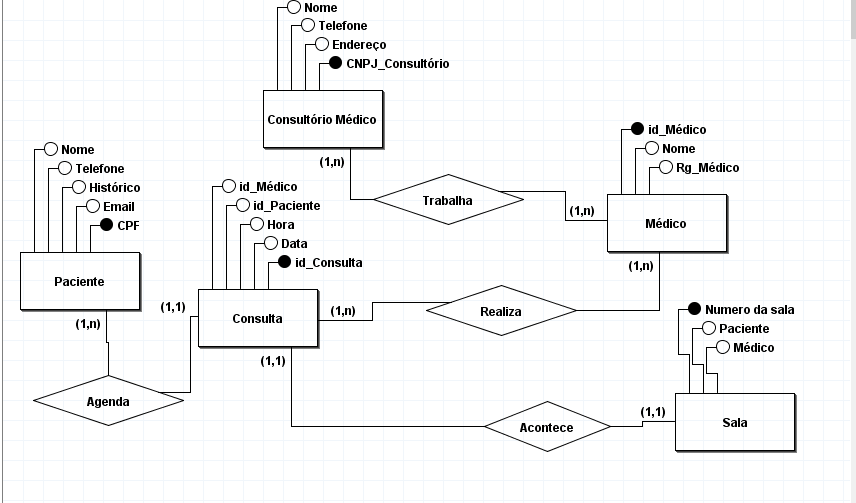 Nome
Telefone
Endereço
CNPJ_Consultório
Consultório Médico
(1,n)
Trabalha
(1,n)
id_Médico
Nome
Rg_Médico
Médico
(1,n)
Nome
Telefone
Histórico
Email
CPF
Paciente
(1,n)
Agenda
(1,1)
id_Médico
id_Paciente
Hora
Data
id_Consulta
Consulta
(1,n)
Realiza
(1,1)
Acontece
(1,1)
Numero da sala
Paciente
Médico
Sala